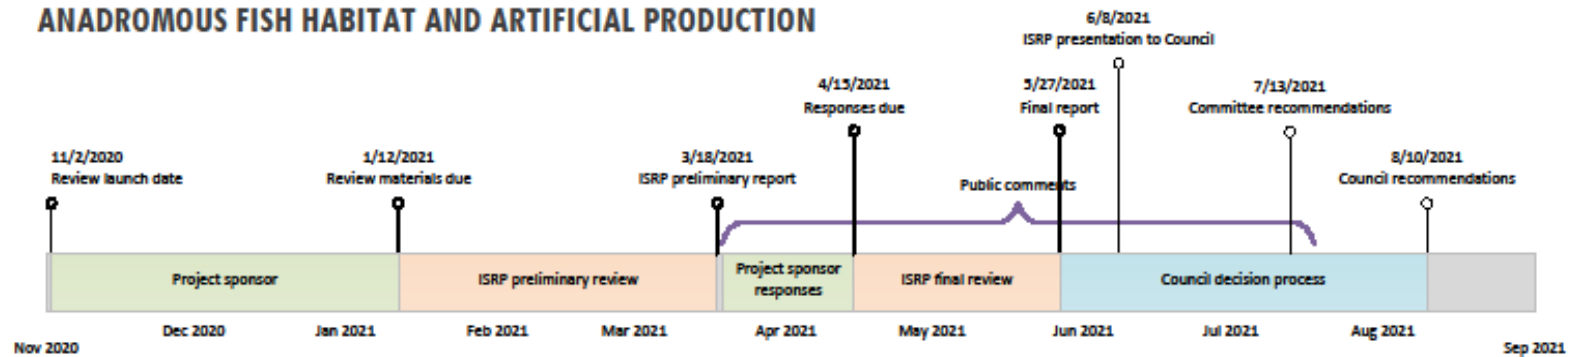 ANADROMOUS FISH HABITAT AND ARTIFICIAL PRODUCTION
6/8/2021
ISRP presentation to Council
4/15/2021
Responses due
5/27/2021
Final report
7/13/2021
Committee recommendations
11/2/2020
Review launch date
1/12/2021
Review materials due
3/18/2021
ISRP preliminary report
Public comments
8/10/2021
Council recommendations
Project sponsor
ISRP preliminary review
Project sponsor
responses
ISRP final review
Council decision process
Nov 2020
Dec 2020
Jan 2021
Feb 2021
Mar 2021
Apr 2021
May 2021
Jun 2021
Jul 2021
Aug 2021
Sep 2021